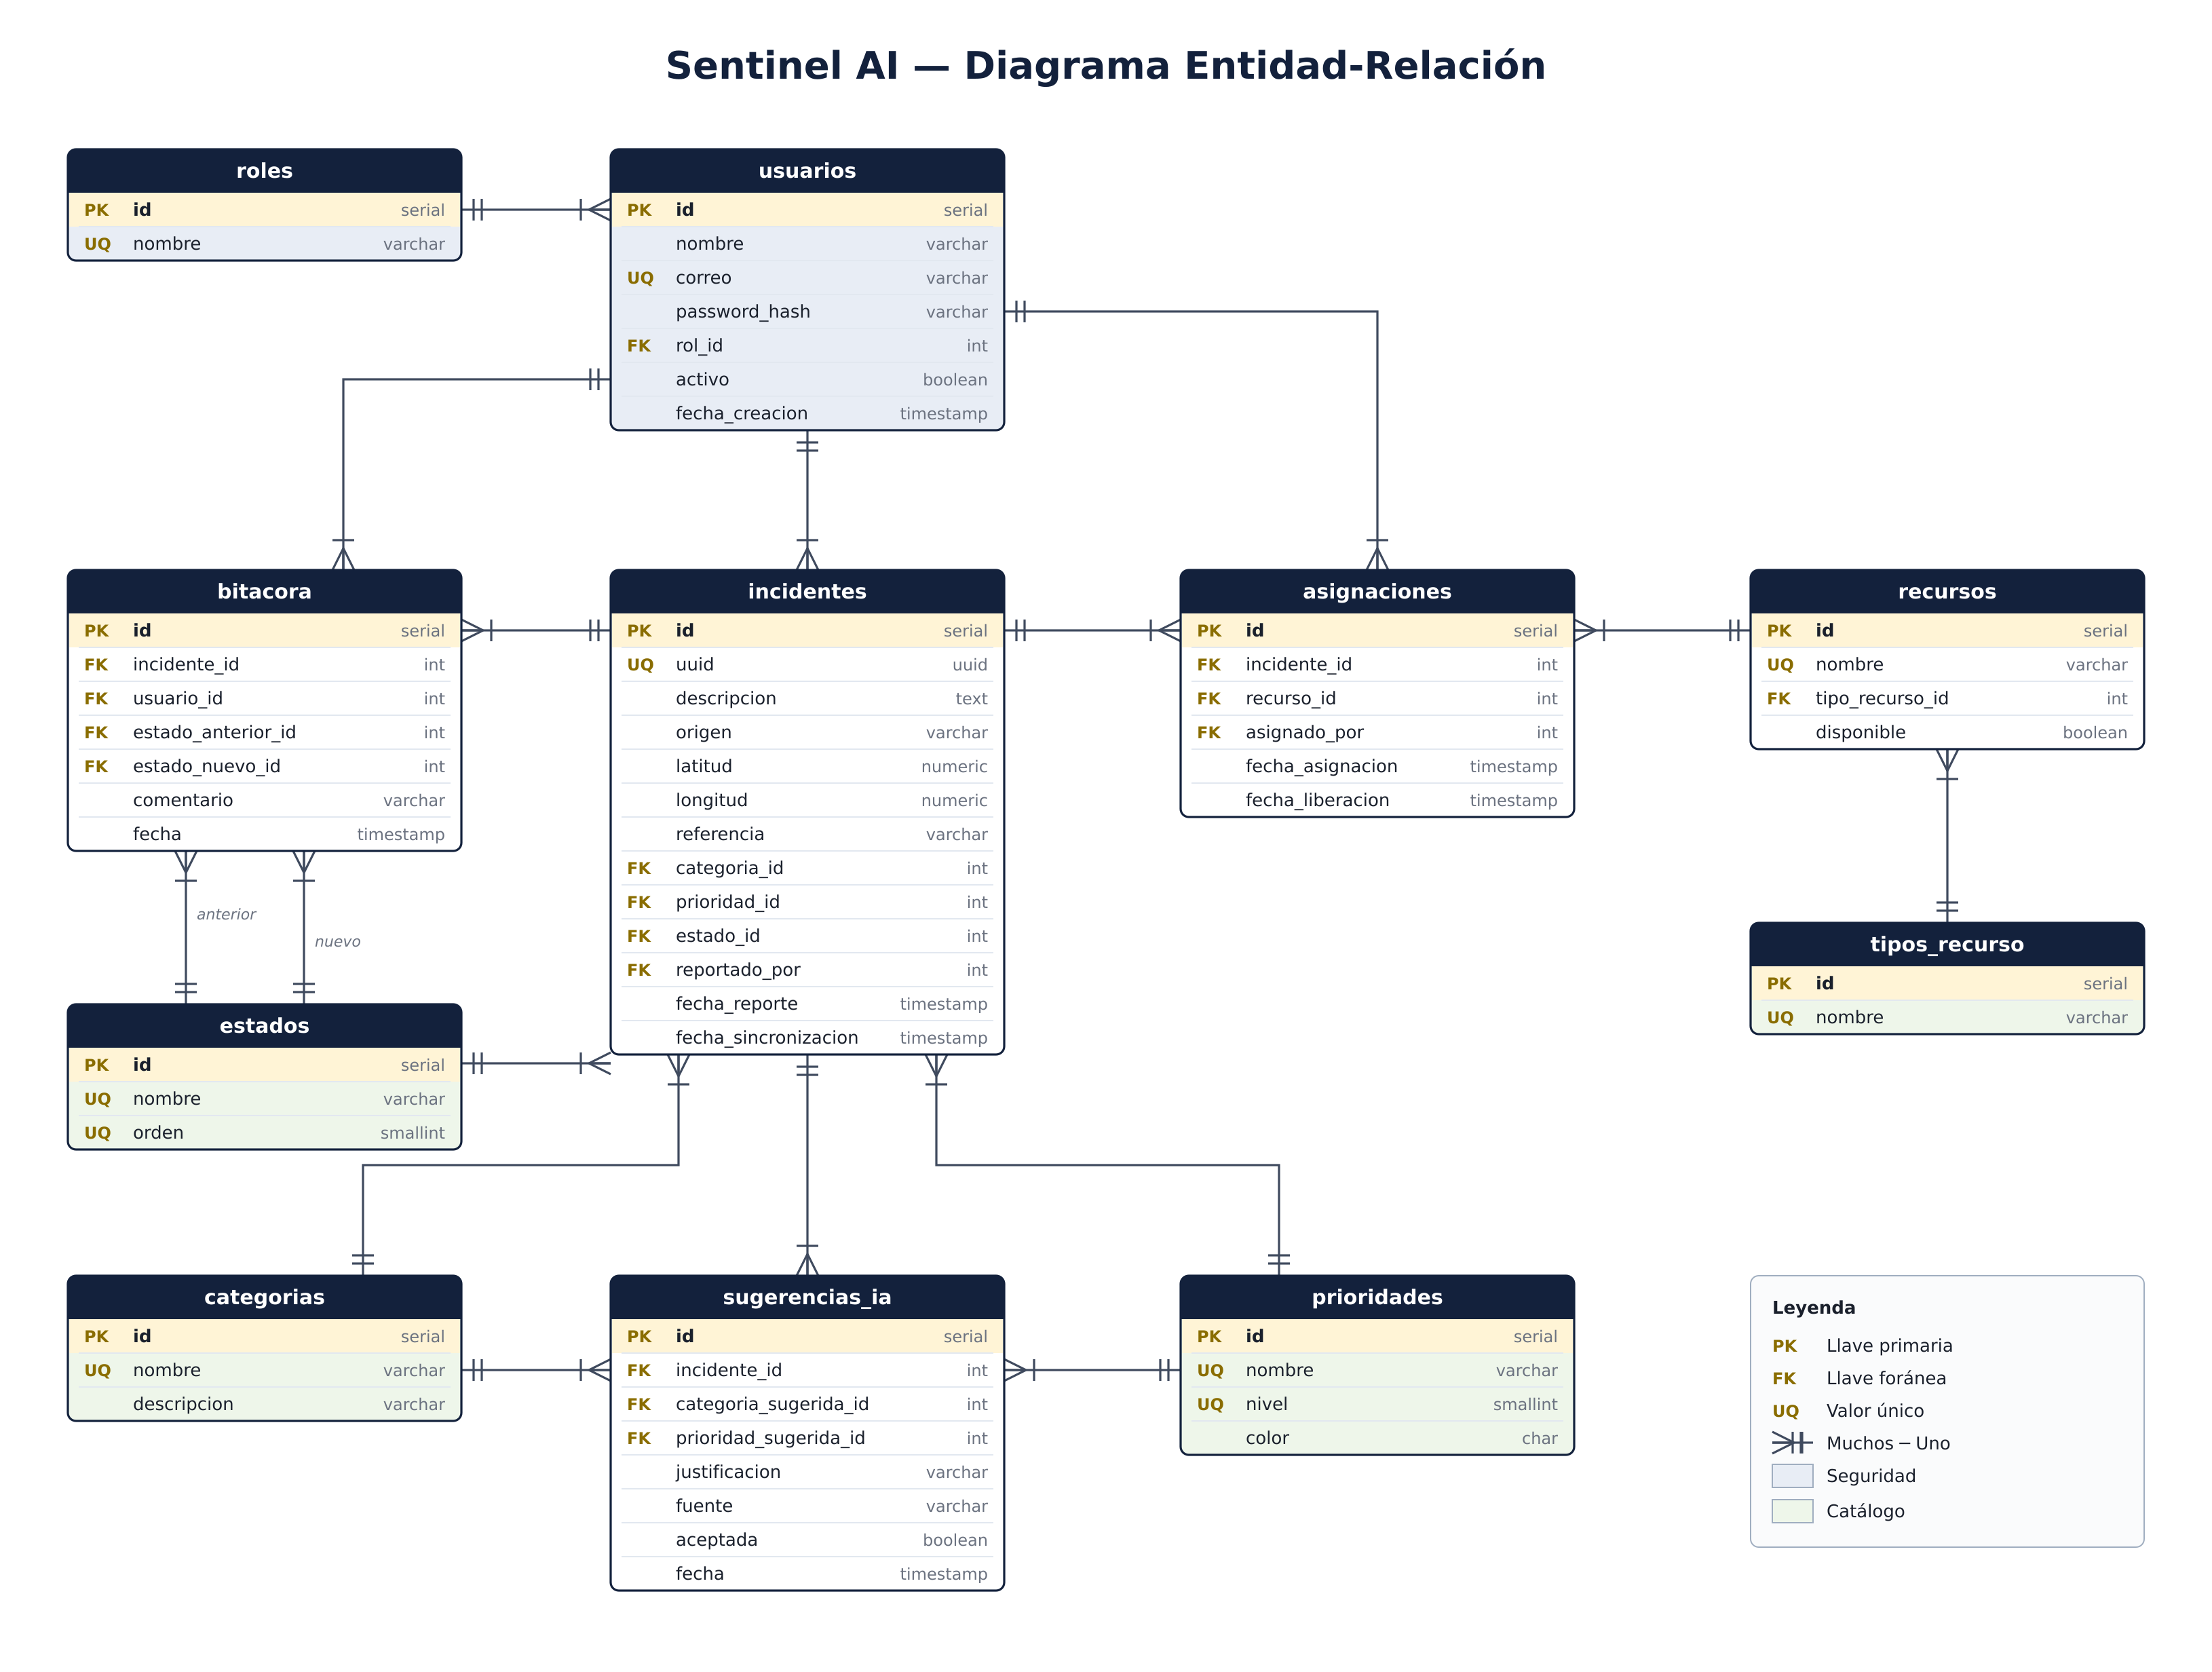 Sentinel AI — Diagrama Entidad-Relación
roles
PK id serial
UQ nombre varchar
usuarios
PK id serial
nombre varchar
UQ correo varchar
password_hash varchar
FK rol_id int
activo boolean
fecha_creacion timestamp
bitacora
PK id serial
FK incidente_id int
FK usuario_id int
FK estado_anterior_id int
FK estado_nuevo_id int
comentario varchar
fecha timestamp
incidentes
PK id serial
UQ uuid uuid
descripcion text
origen varchar
latitud numeric
longitud numeric
referencia varchar
FK categoria_id int
FK prioridad_id int
FK estado_id int
FK reportado_por int
fecha_reporte timestamp
fecha_sincronizacion timestamp
asignaciones
PK id serial
FK incidente_id int
FK recurso_id int
FK asignado_por int
fecha_asignacion timestamp
fecha_liberacion timestamp
recursos
PK id serial
UQ nombre varchar
FK tipo_recurso_id int
disponible boolean
anterior
nuevo
tipos_recurso
PK id serial
UQ nombre varchar
estados
PK id serial
UQ nombre varchar
UQ orden smallint
categorias
PK id serial
UQ nombre varchar
descripcion varchar
sugerencias_ia
PK id serial
FK incidente_id int
FK categoria_sugerida_id int
FK prioridad_sugerida_id int
justificacion varchar
fuente varchar
aceptada boolean
fecha timestamp
prioridades
PK id serial
UQ nombre varchar
UQ nivel smallint
color char
Leyenda
PK Llave primaria
FK Llave foránea
UQ Valor único
Muchos – Uno
Seguridad
Catálogo